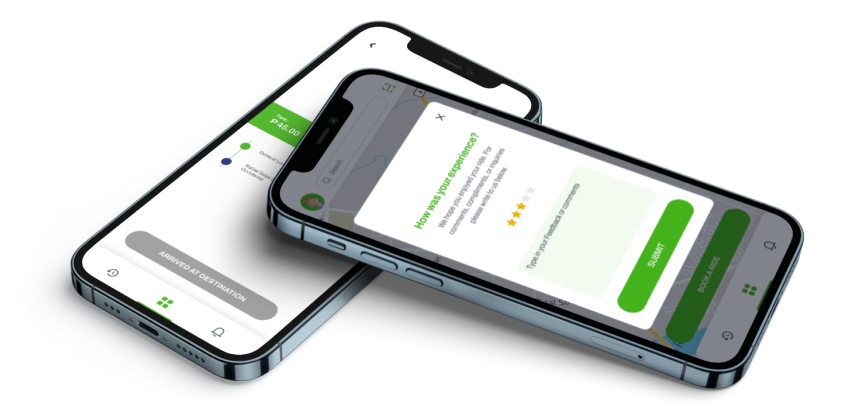 Fare:
₱45.00
ARRIVED AT DESTINATION
Search
How was your experience?
We hope you enjoyed your ride. For
comments, compliments, or inquiries
please write to us below.
Type in your Feedback or comments
SUBMIT
BOOK A RIDE